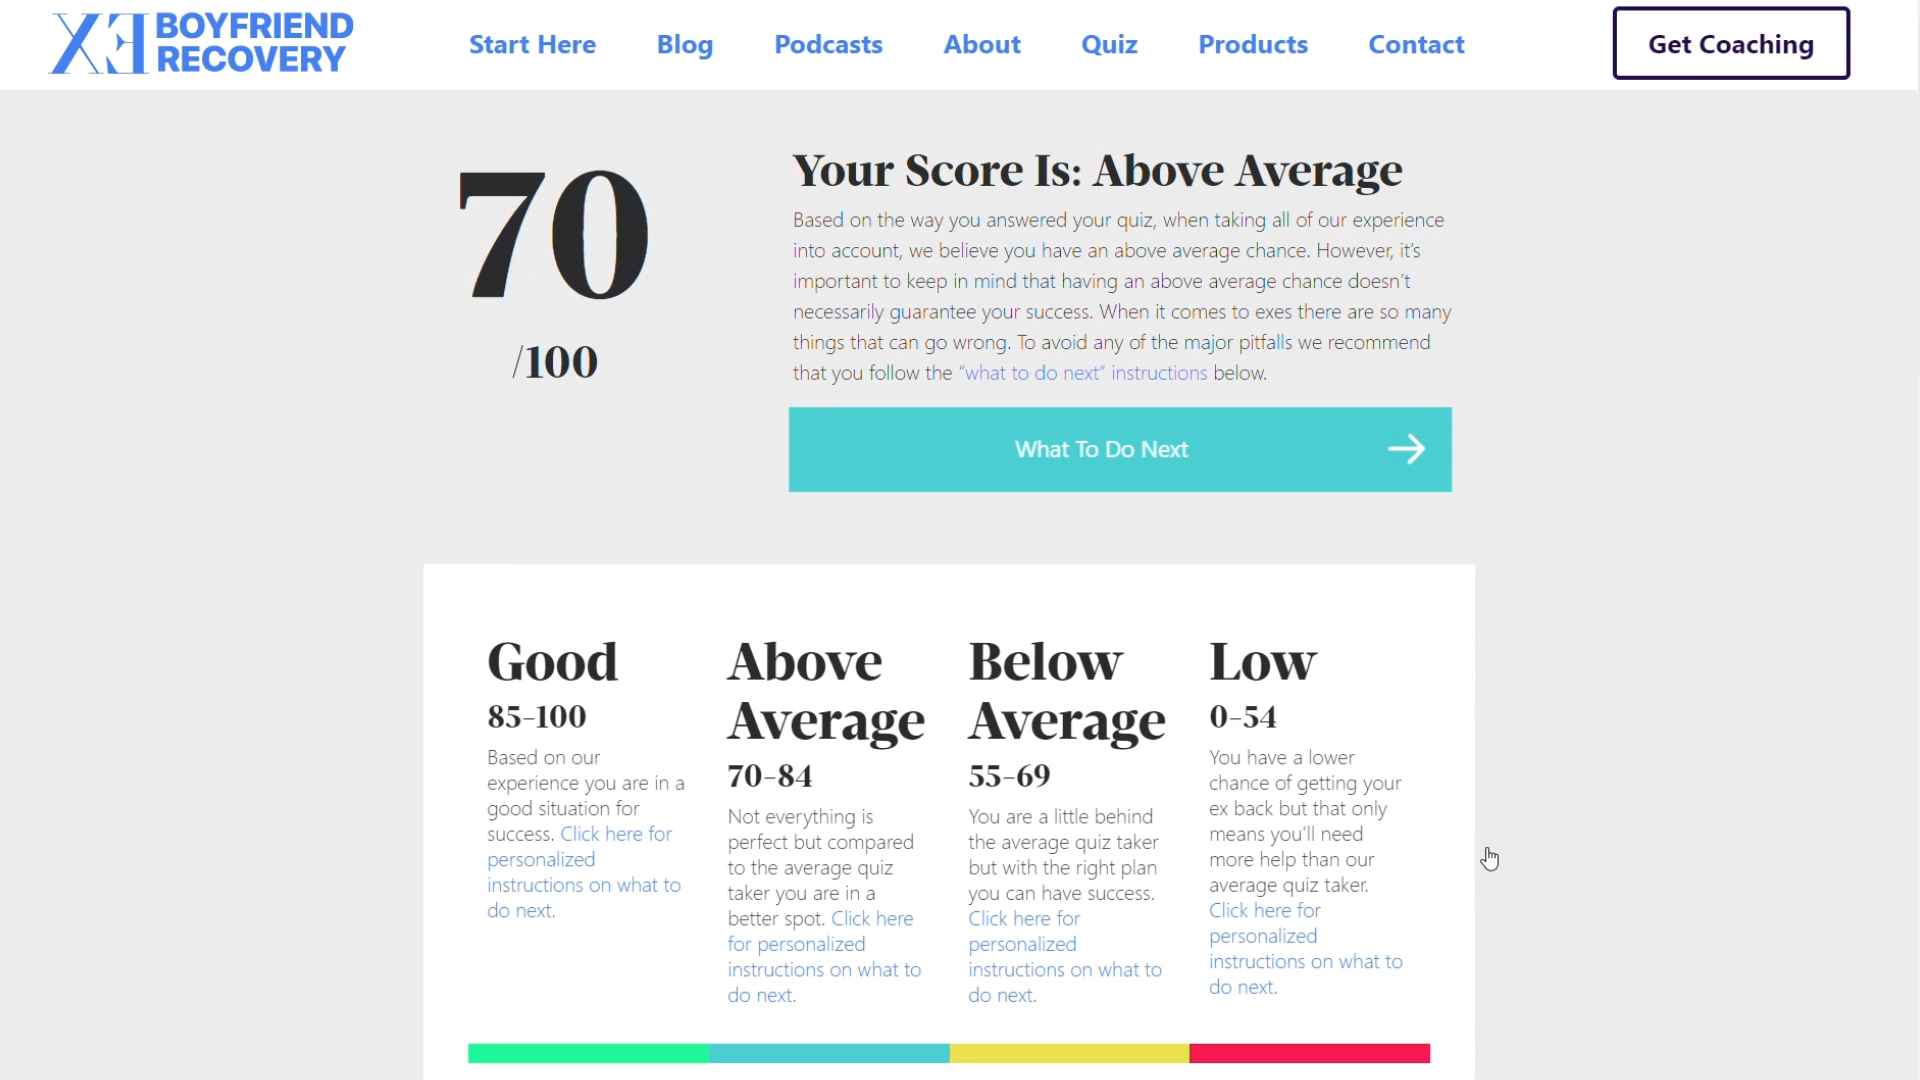 EX BOYFRIEND
RECOVERY
Start Here
Blog
Podcasts
About
Quiz
Products
Contact
Get Coaching
70
/100
Your Score Is: Above Average
Based on the way you answered your quiz, when taking all of our experience
into account, we believe you have an above average chance. However, it's
important to keep in mind that having an above average chance doesn't
necessarily guarantee your success. When it comes to exes there are so many
things that can go wrong. To avoid any of the major pitfalls we recommend
that you follow the “what to do next” instructions below.
What To Do Next
Good
85-100
Based on our
experience you are in a
good situation for
success. Click here for
personalized
instructions on what to
do next.
Above
Average
70-84
Not everything is
perfect but compared
to the average quiz
taker you are in a
better spot. Click here
for personalized
instructions on what to
do next.
Below
Average
55-69
You are a little behind
the average quiz taker
but with the right plan
you can have success.
Click here for
personalized
instructions on what to
do next.
Low
0-54
You have a lower
chance of getting your
ex back but that only
means you'll need
more help than our
average quiz taker.
Click here for
personalized
instructions on what to
do next.